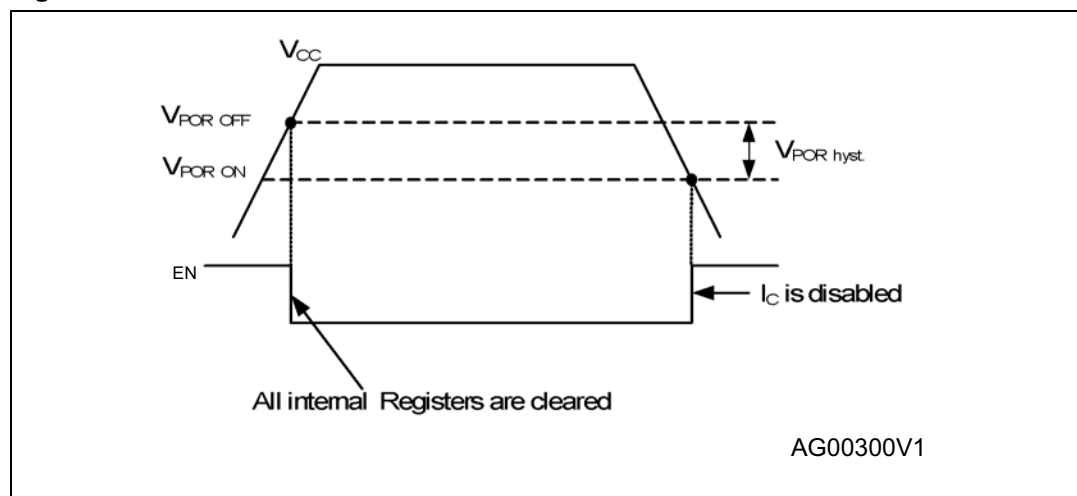 V_CC
V_POR OFF
V_POR ON
V_POR hyst.
EN
I_C is disabled
All internal Registers are cleared
AG00300V1